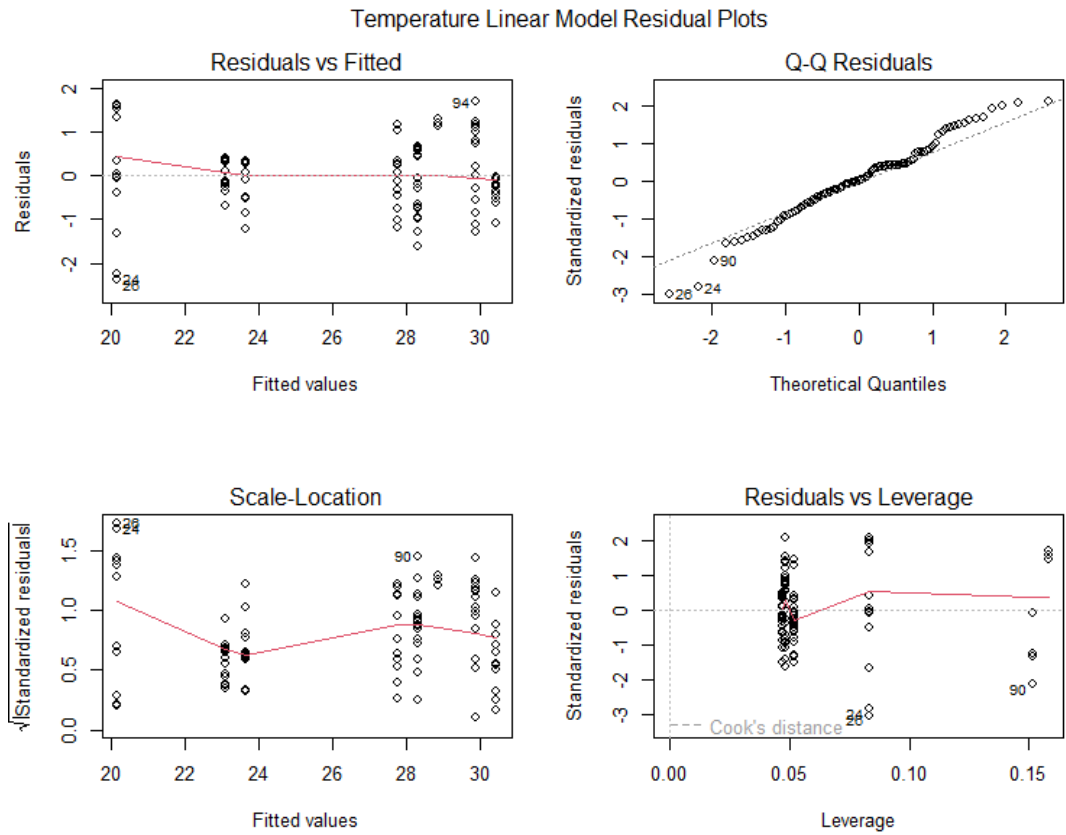 Temperature Linear Model Residual Plots
Residuals vs Fitted
Residuals
2
1
0
-1
-2
94
24
26
20 22 24 26 28 30
Fitted values
Q-Q Residuals
Standardized residuals
2
1
0
-1
-2
-3
90
24
26
-2 -1 0 1 2
Theoretical Quantiles
Scale-Location
√|Standardized residuals|
1.5
1.0
0.5
0.0
26
24
90
20 22 24 26 28 30
Fitted values
Residuals vs Leverage
Standardized residuals
2
1
0
-1
-2
-3
90
24
26
Cook's distance
0.00 0.05 0.10 0.15
Leverage